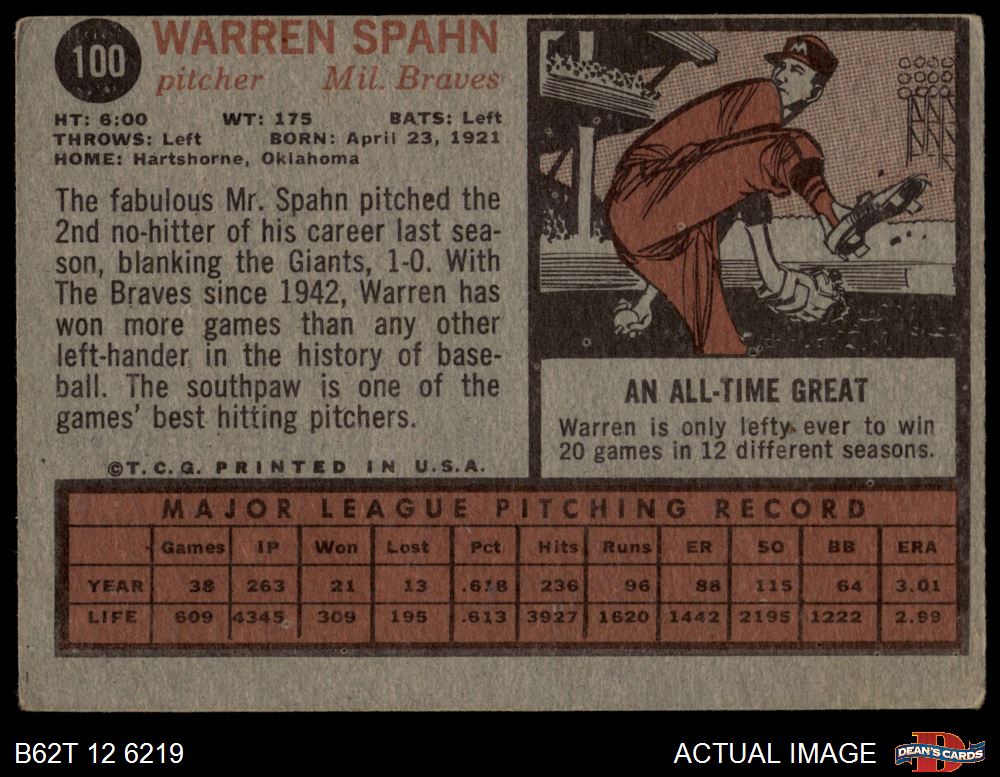 100
WARREN SPAHN
pitcher Mil. Braves
HT: 6:00 WT: 175 BATS: Left
THROWS: Left BORN: April 23, 1921
HOME: Hartshorne, Oklahoma
The fabulous Mr. Spahn pitched the
2nd no-hitter of his career last sea-
son, blanking the Giants, 1-0. With
The Braves since 1942, Warren has
won more games than any other
left-hander in the history of base-
ball. The southpaw is one of the
games' best hitting pitchers.
©T.C.G. PRINTED IN U.S.A.
M
AN ALL-TIME GREAT
Warren is only lefty ever to win
20 games in 12 different seasons.
MAJOR LEAGUE PITCHING RECORD
Games IP Won Lost Pct Hits Runs ER SO BB ERA
YEAR 38 263 21 13 .618 236 96 88 115 64 3.01
LIFE 609 4345 309 195 .613 3927 1620 1442 2195 1222 2.99
B62T 12 6219 ACTUAL IMAGE DEAN'S CARDS